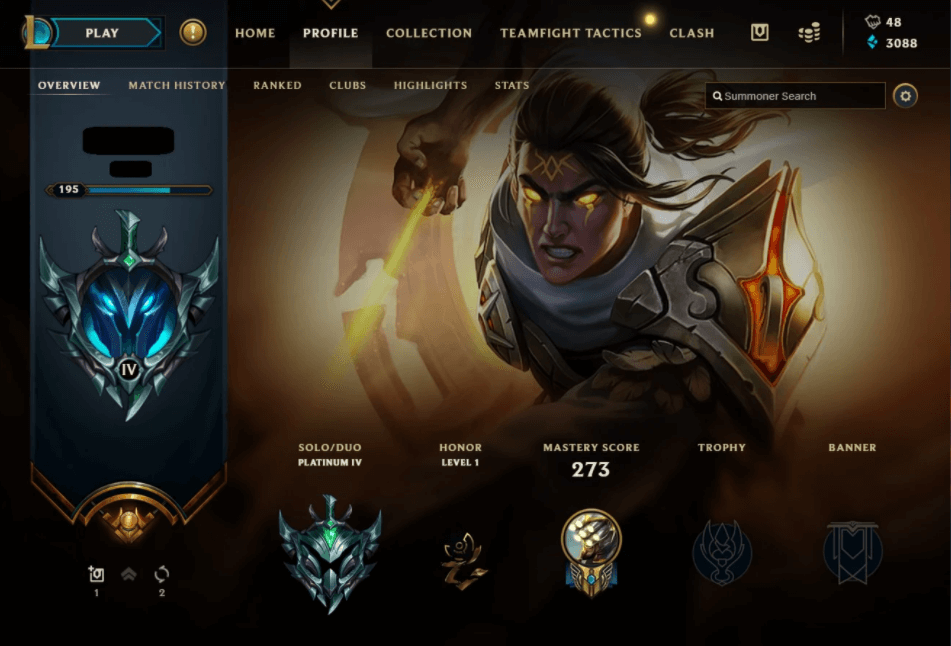 PLAY
HOME
PROFILE
COLLECTION
TEAMFIGHT TACTICS
CLASH
48
3088
OVERVIEW
MATCH HISTORY
RANKED
CLUBS
HIGHLIGHTS
STATS
Summoner Search
195
IV
SOLO/DUO
PLATINUM IV
HONOR
LEVEL 1
MASTERY SCORE
273
TROPHY
BANNER
1
2